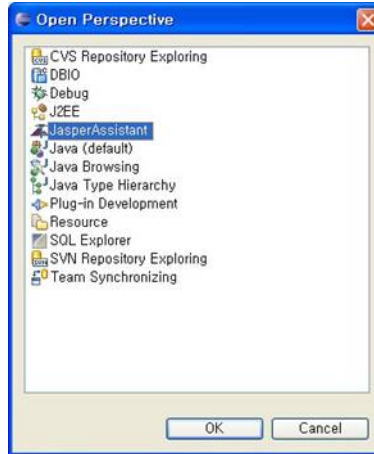 Open Perspective
CVS Repository Exploring
DBIO
Debug
J2EE
JasperAssistant
Java (default)
Java Browsing
Java Type Hierarchy
Plug-in Development
Resource
SQL Explorer
SVN Repository Exploring
Team Synchronizing
OK Cancel